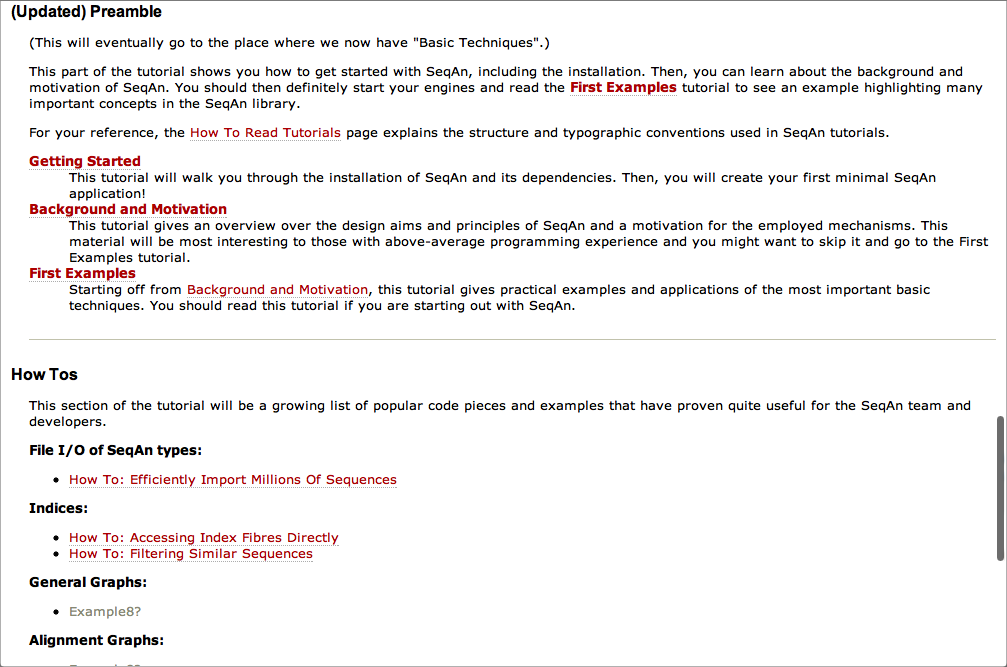 (Updated) Preamble
(This will eventually go to the place where we now have "Basic Techniques".)
This part of the tutorial shows you how to get started with SeqAn, including the installation. Then, you can learn about the background and
motivation of SeqAn. You should then definitely start your engines and read the First Examples tutorial to see an example highlighting many
important concepts in the SeqAn library.
For your reference, the How To Read Tutorials page explains the structure and typographic conventions used in SeqAn tutorials.
Getting Started
This tutorial will walk you through the installation of SeqAn and its dependencies. Then, you will create your first minimal SeqAn
application!
Background and Motivation
This tutorial gives an overview over the design aims and principles of SeqAn and a motivation for the employed mechanisms. This
material will be most interesting to those with above-average programming experience and you might want to skip it and go to the First
Examples tutorial.
First Examples
Starting off from Background and Motivation, this tutorial gives practical examples and applications of the most important basic
techniques. You should read this tutorial if you are starting out with SeqAn.
How Tos
This section of the tutorial will be a growing list of popular code pieces and examples that have proven quite useful for the SeqAn team and
developers.
File I/O of SeqAn types:
• How To: Efficiently Import Millions Of Sequences
Indices:
• How To: Accessing Index Fibres Directly
• How To: Filtering Similar Sequences
General Graphs:
• Example8?
Alignment Graphs: